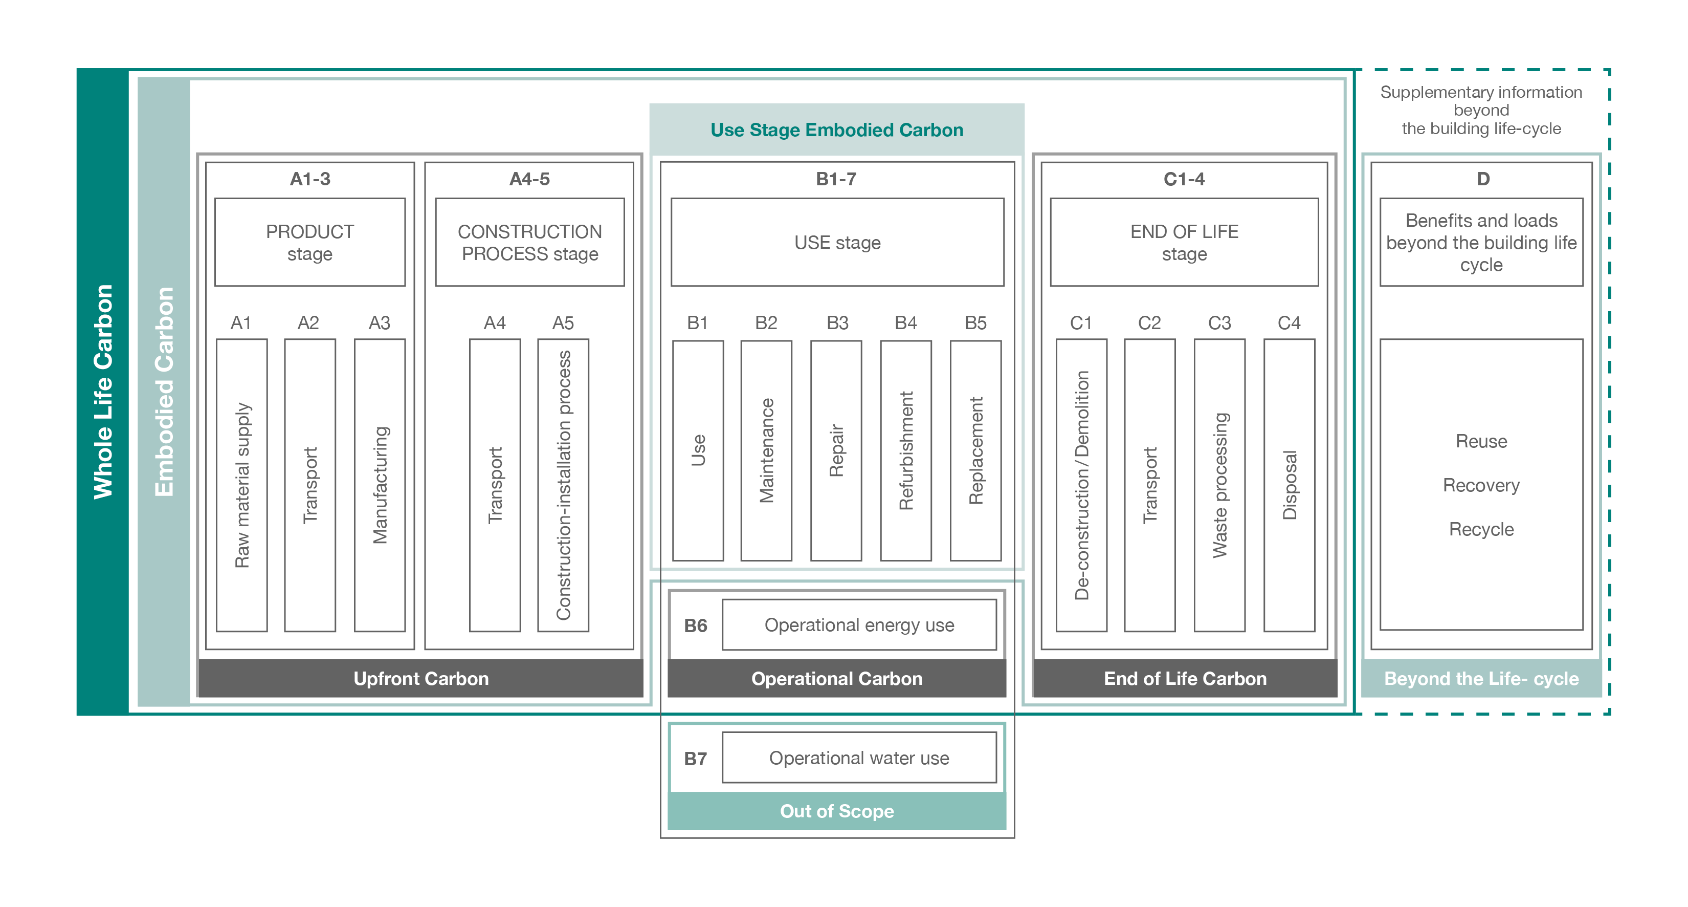 Whole Life Carbon
Embodied Carbon
Supplementary information
beyond
the building life-cycle
Use Stage Embodied Carbon
A1-3
PRODUCT
stage
A1
A2
A3
Raw material supply
Transport
Manufacturing
A4-5
CONSTRUCTION
PROCESS stage
A4
A5
Transport
Construction-installation process
Upfront Carbon
B1-7
USE stage
B1
B2
B3
B4
B5
Use
Maintenance
Repair
Refurbishment
Replacement
B6
Operational energy use
Operational Carbon
B7
Operational water use
Out of Scope
C1-4
END OF LIFE
stage
C1
C2
C3
C4
De-construction/Demolition
Transport
Waste processing
Disposal
End of Life Carbon
D
Benefits and loads
beyond the building life
cycle
Reuse
Recovery
Recycle
Beyond the Life- cycle